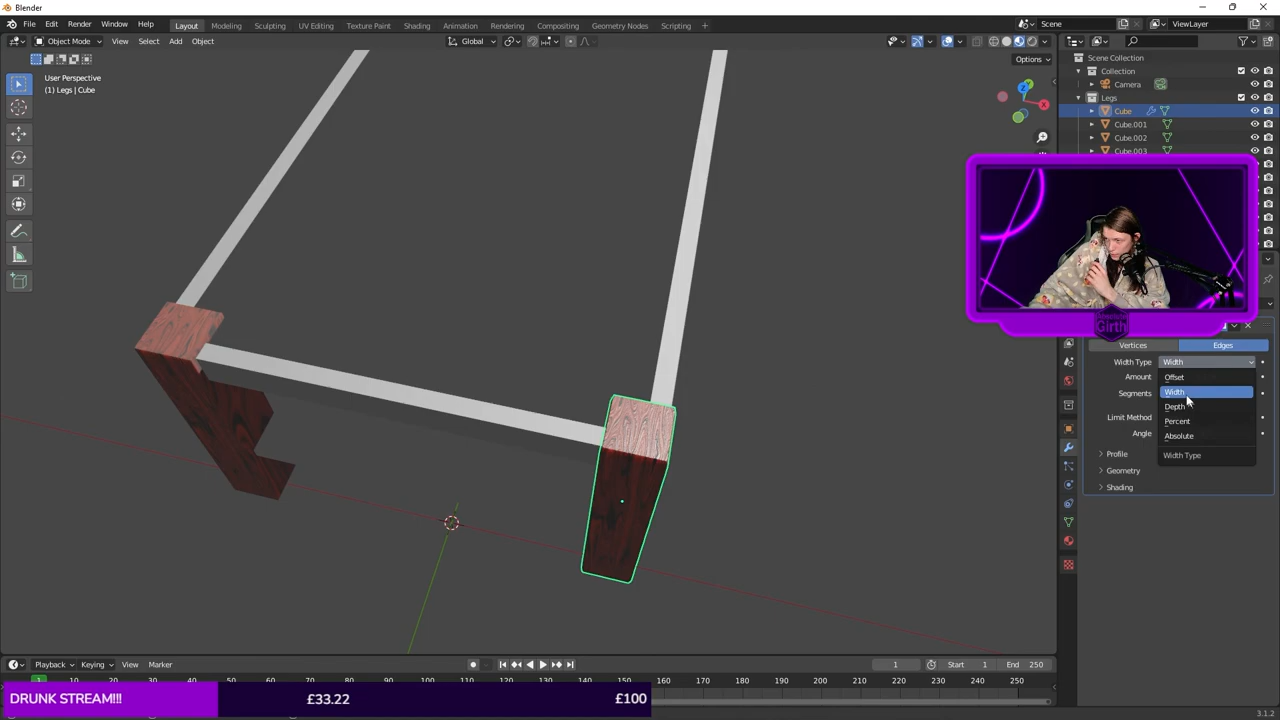 Blender
File Edit Render Window Help
Layout Modeling Sculpting UV Editing Texture Paint Shading Animation Rendering Compositing Geometry Nodes Scripting +
Scene ViewLayer
Object Mode View Select Add Object
Global
Options
User Perspective
(1) Legs | Cube
Scene Collection
Collection
Camera
Legs
Cube
Cube.001
Cube.002
Cube.003
Girth
Vertices Edges
Width Type Width
Amount Offset
Width
Segments
Depth
Limit Method Percent
Angle Absolute
Profile
Width Type
Geometry
Shading
X
Z
Playback Keying View Marker
1 Start 1 End 250
1 50 60 70 80 90 100 110 120 130 140 150 160 170 180 190 200 210 220 230 240 250
DRUNK STREAM!!! £33.22 £100
3.1.2